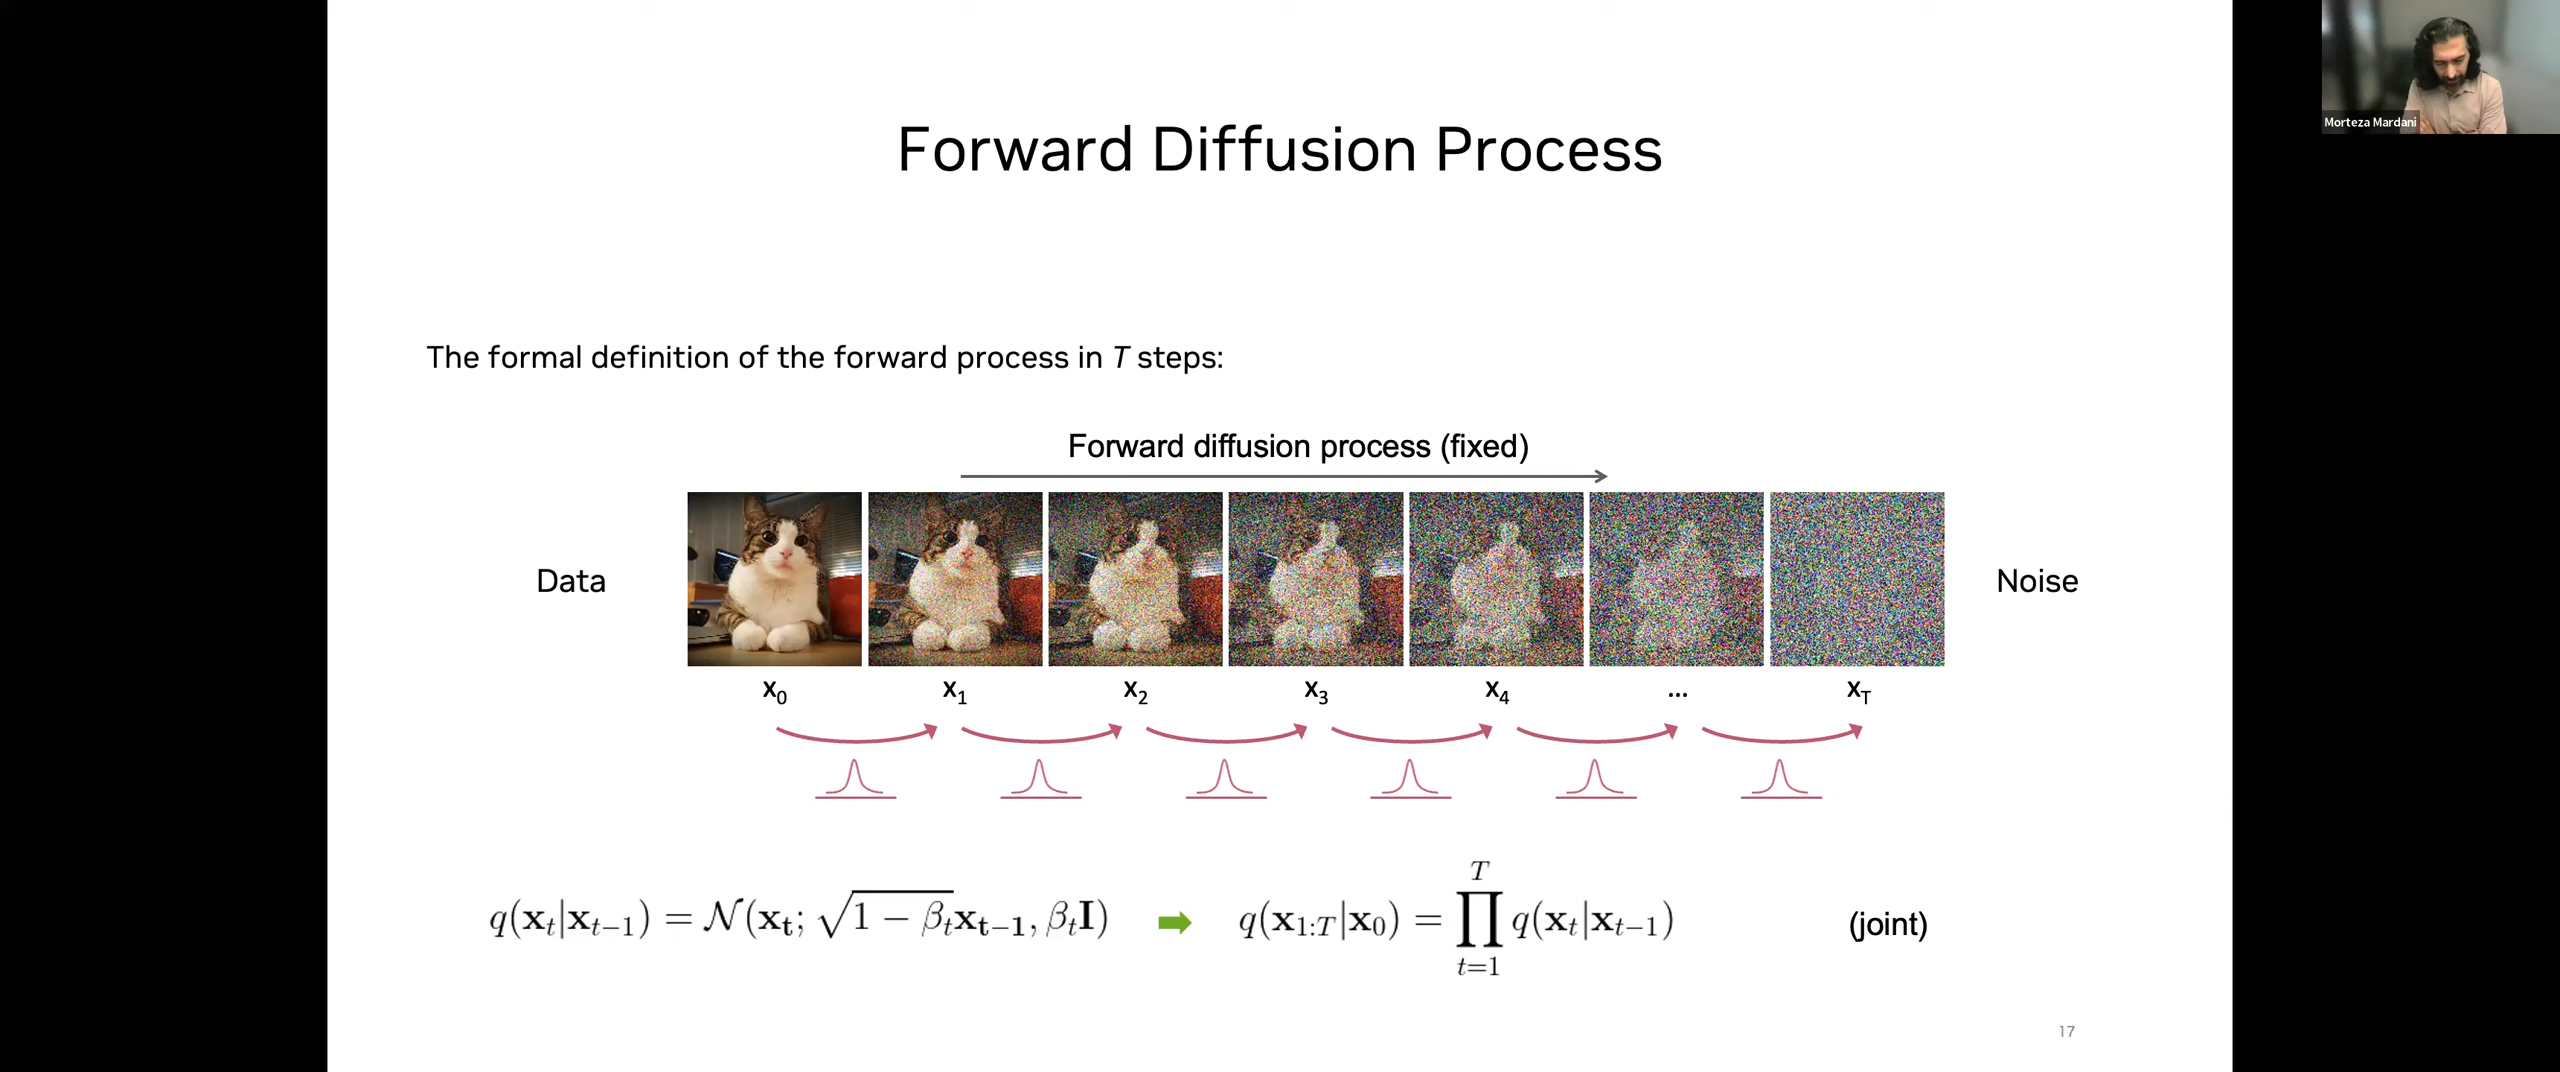 Morteza Mardani
Forward Diffusion Process
The formal definition of the forward process in T steps:
Forward diffusion process (fixed)
Data
Noise
x₀ x₁ x₂ x₃ x₄ ... x_T
q(𝐱ₜ|𝐱ₜ₋₁) = 𝒩(𝐱ₜ; √(1 − βₜ)𝐱ₜ₋₁, βₜ𝐈) ➡ q(𝐱₁:T|𝐱₀) = ∏_{t=1}^{T} q(𝐱ₜ|𝐱ₜ₋₁) (joint)
17